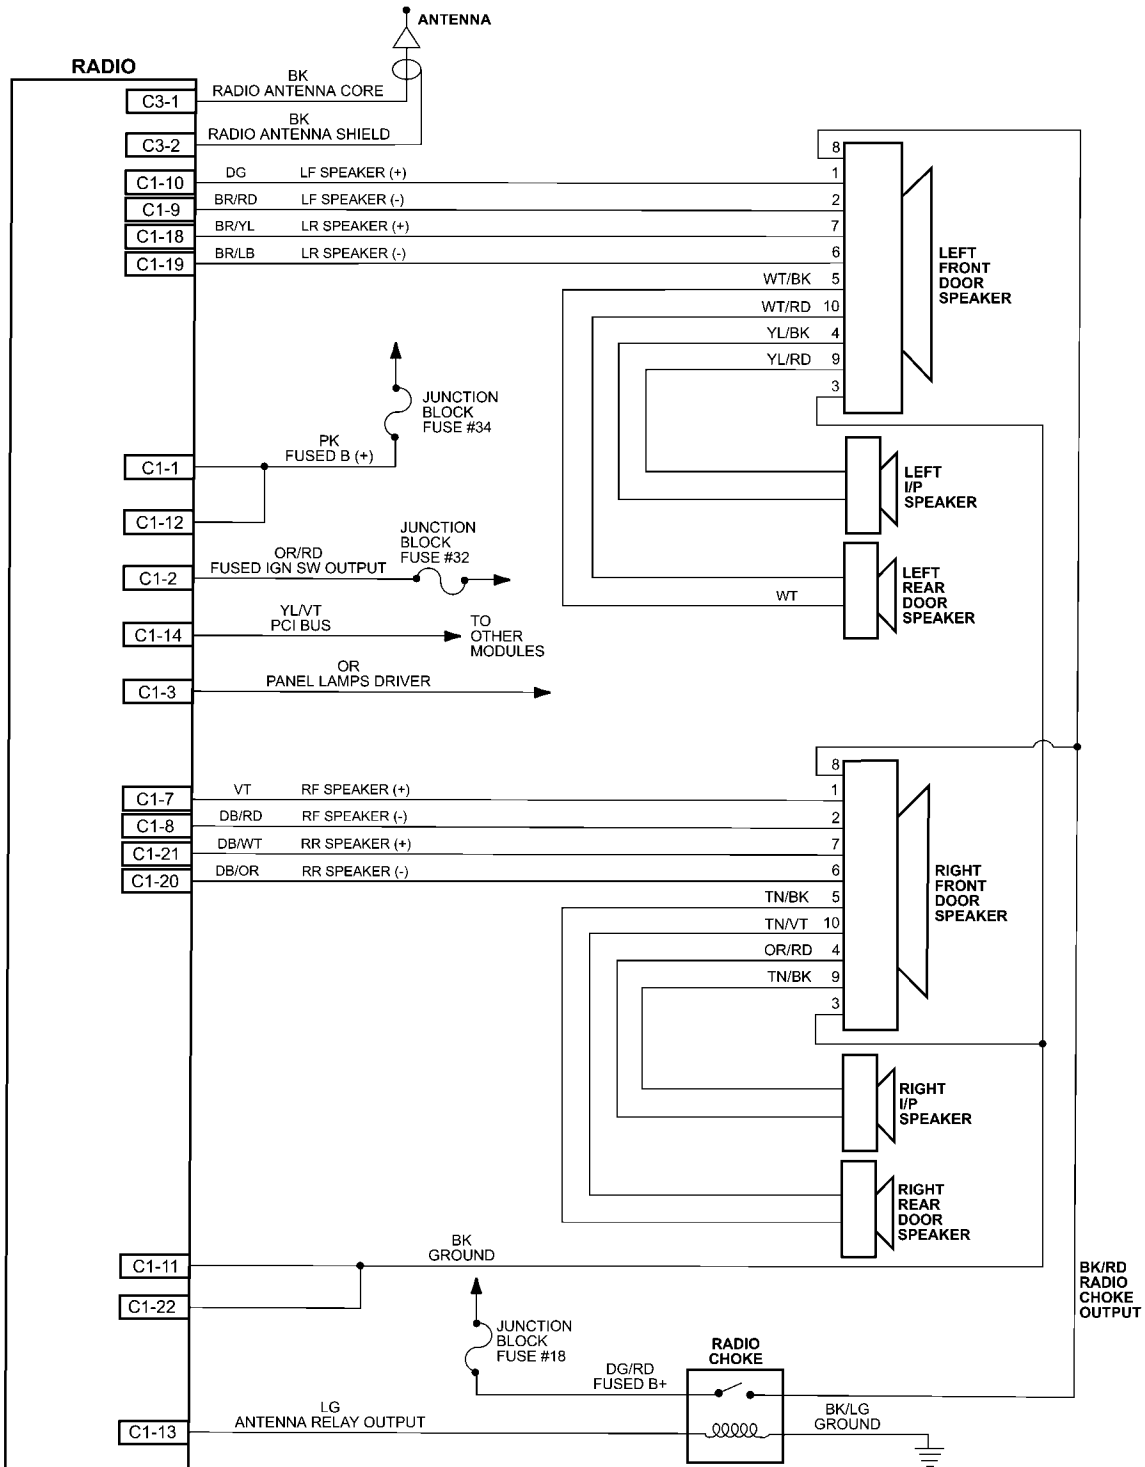 ANTENNA
RADIO
BK
C3-1 RADIO ANTENNA CORE
BK
C3-2 RADIO ANTENNA SHIELD
8
C1-10 DG LF SPEAKER (+) 1
C1-9 BR/RD LF SPEAKER (-) 2
C1-18 BR/YL LR SPEAKER (+) 7
C1-19 BR/LB LR SPEAKER (-) 6
WT/BK 5
WT/RD 10
YL/BK 4
YL/RD 9
3
LEFT
FRONT
DOOR
SPEAKER
JUNCTION
BLOCK
FUSE #34
PK
C1-1 FUSED B (+)
C1-12
LEFT
I/P
SPEAKER
JUNCTION
BLOCK
FUSE #32
OR/RD
C1-2 FUSED IGN SW OUTPUT
WT
LEFT
REAR
DOOR
SPEAKER
YL/VT
C1-14 PCI BUS
TO
OTHER
MODULES
OR
C1-3 PANEL LAMPS DRIVER
8
C1-7 VT RF SPEAKER (+) 1
C1-8 DB/RD RF SPEAKER (-) 2
C1-21 DB/WT RR SPEAKER (+) 7
C1-20 DB/OR RR SPEAKER (-) 6
TN/BK 5
TN/VT 10
OR/RD 4
TN/BK 9
3
RIGHT
FRONT
DOOR
SPEAKER
RIGHT
I/P
SPEAKER
RIGHT
REAR
DOOR
SPEAKER
BK
C1-11 GROUND
C1-22
BK/RD
RADIO
CHOKE
OUTPUT
JUNCTION
BLOCK
FUSE #18
RADIO
CHOKE
DG/RD
FUSED B+
LG
C1-13 ANTENNA RELAY OUTPUT
BK/LG
GROUND